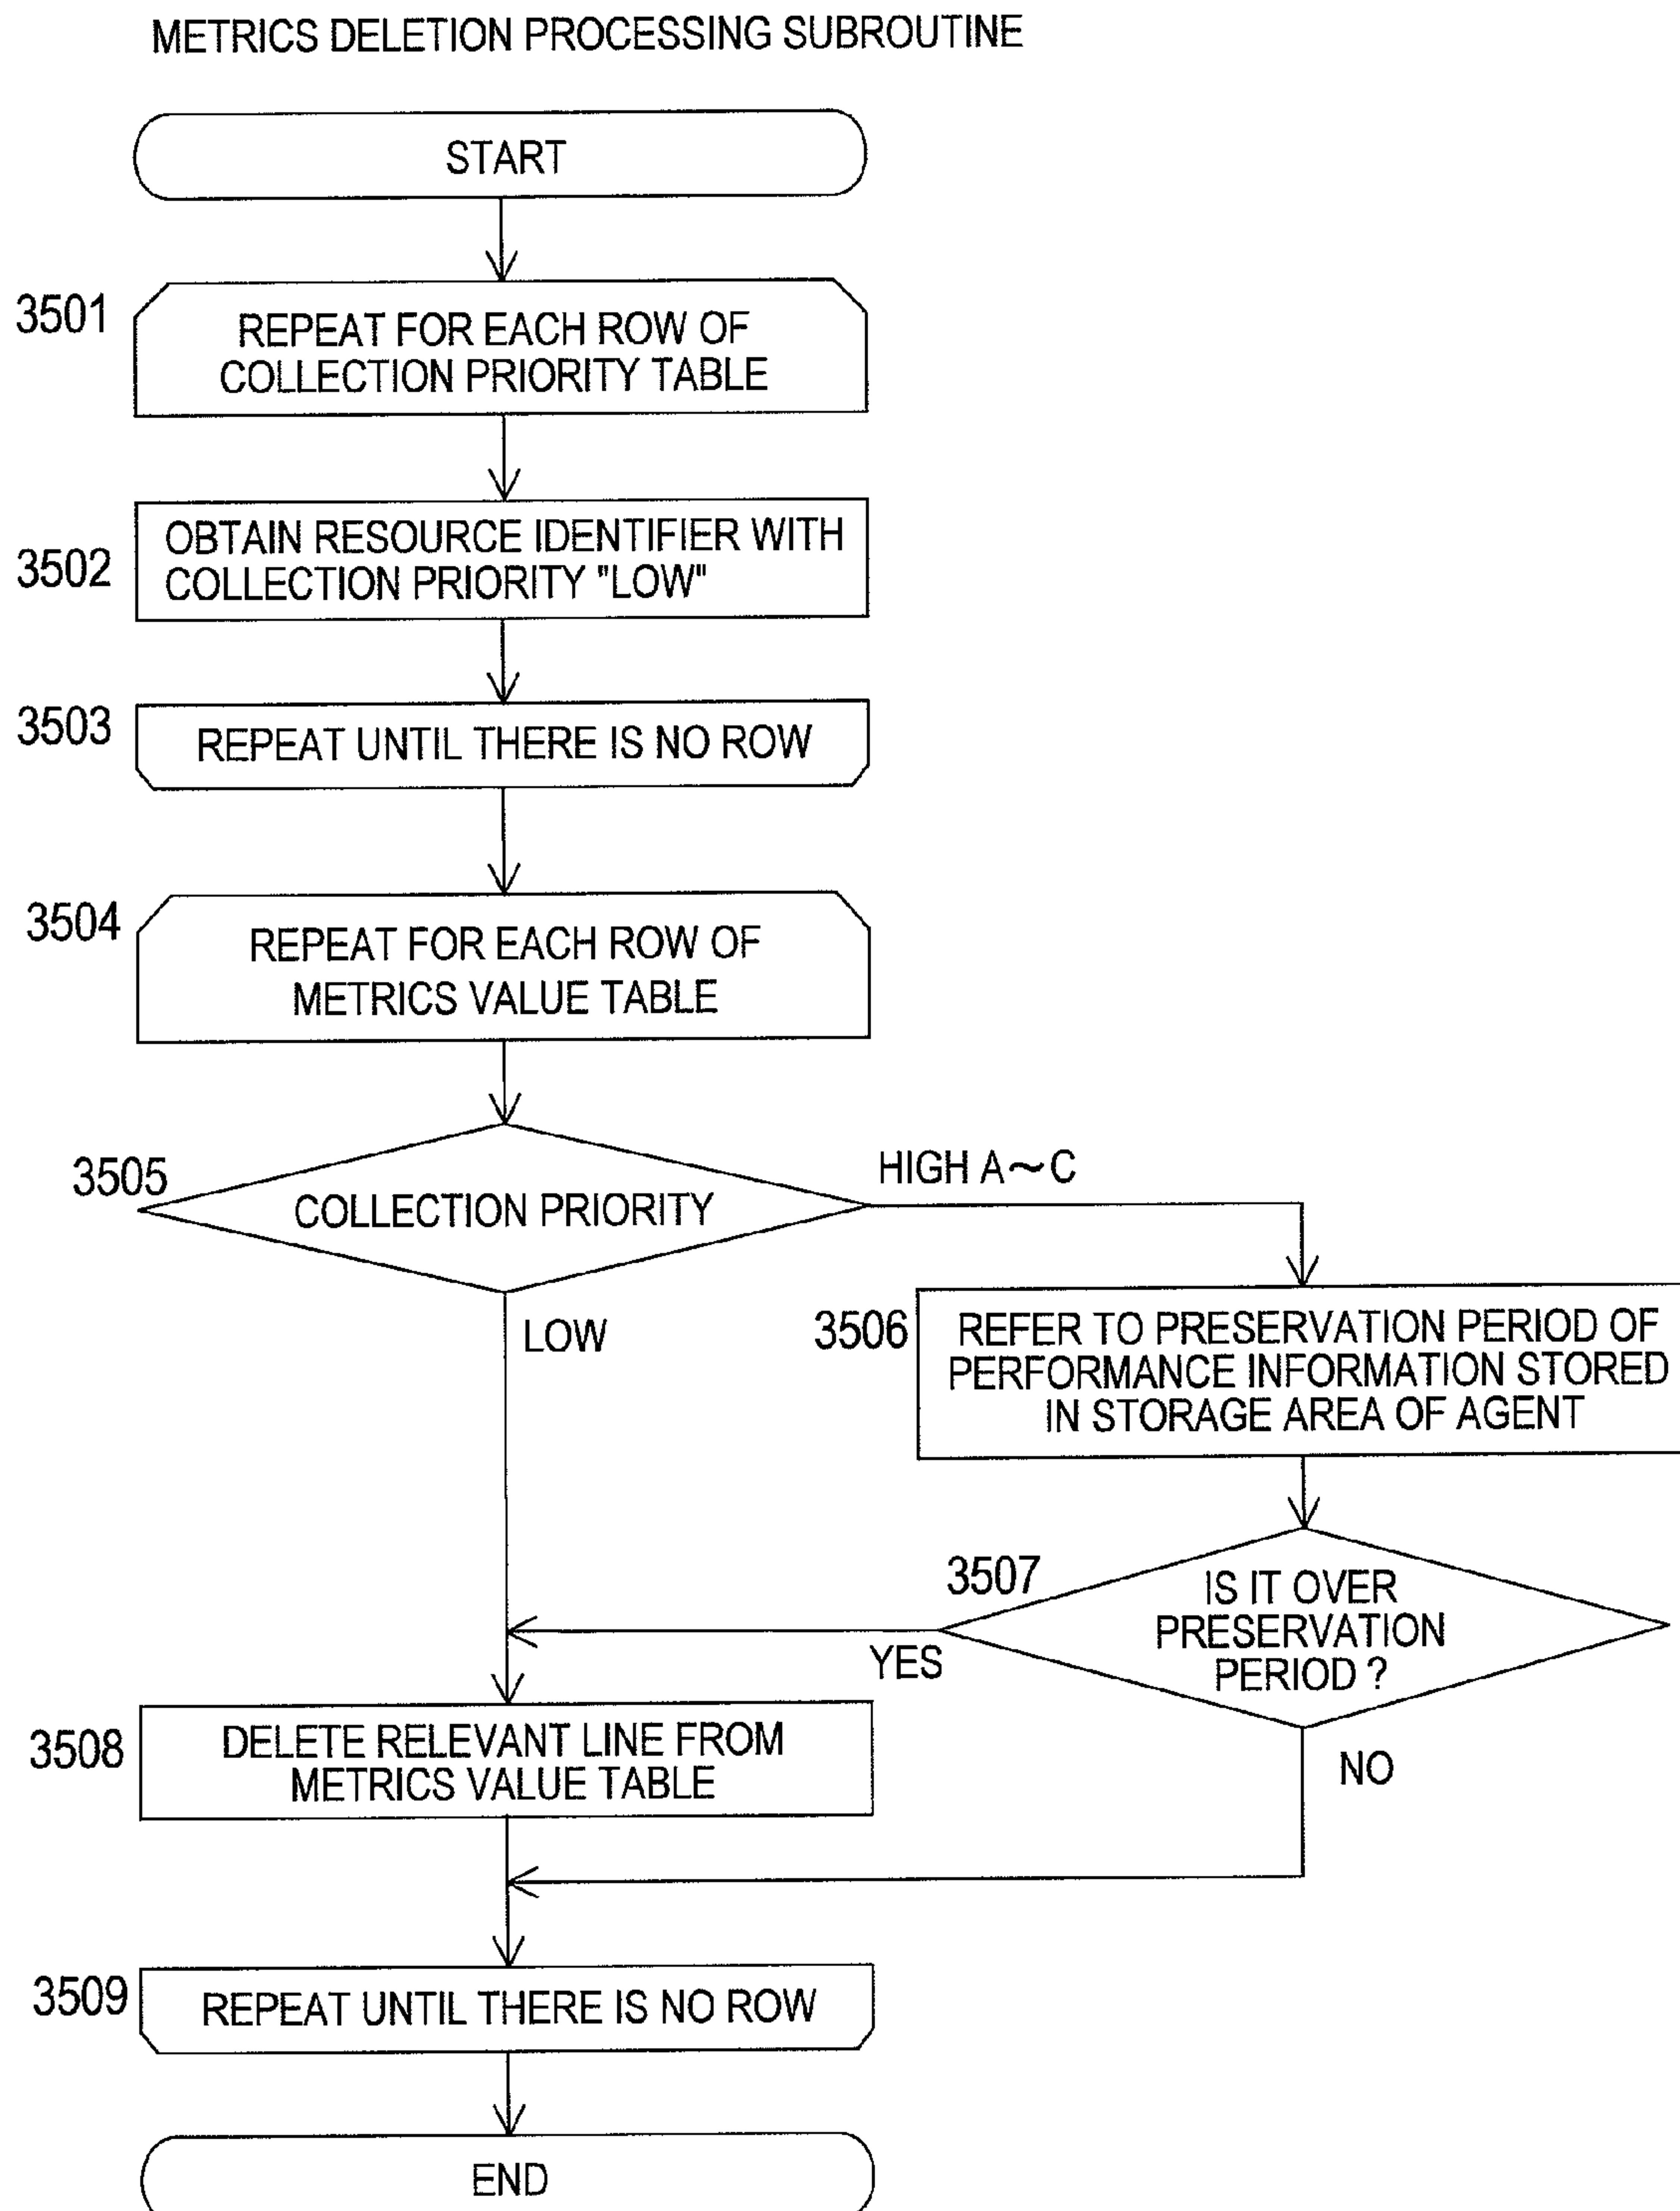 METRICS DELETION PROCESSING SUBROUTINE
START
3501
REPEAT FOR EACH ROW OF
COLLECTION PRIORITY TABLE
3502
OBTAIN RESOURCE IDENTIFIER WITH
COLLECTION PRIORITY "LOW"
3503
REPEAT UNTIL THERE IS NO ROW
3504
REPEAT FOR EACH ROW OF
METRICS VALUE TABLE
3505
COLLECTION PRIORITY
HIGH A~C
LOW
3506
REFER TO PRESERVATION PERIOD OF
PERFORMANCE INFORMATION STORED
IN STORAGE AREA OF AGENT
3507
IS IT OVER
PRESERVATION
PERIOD ?
YES
NO
3508
DELETE RELEVANT LINE FROM
METRICS VALUE TABLE
3509
REPEAT UNTIL THERE IS NO ROW
END